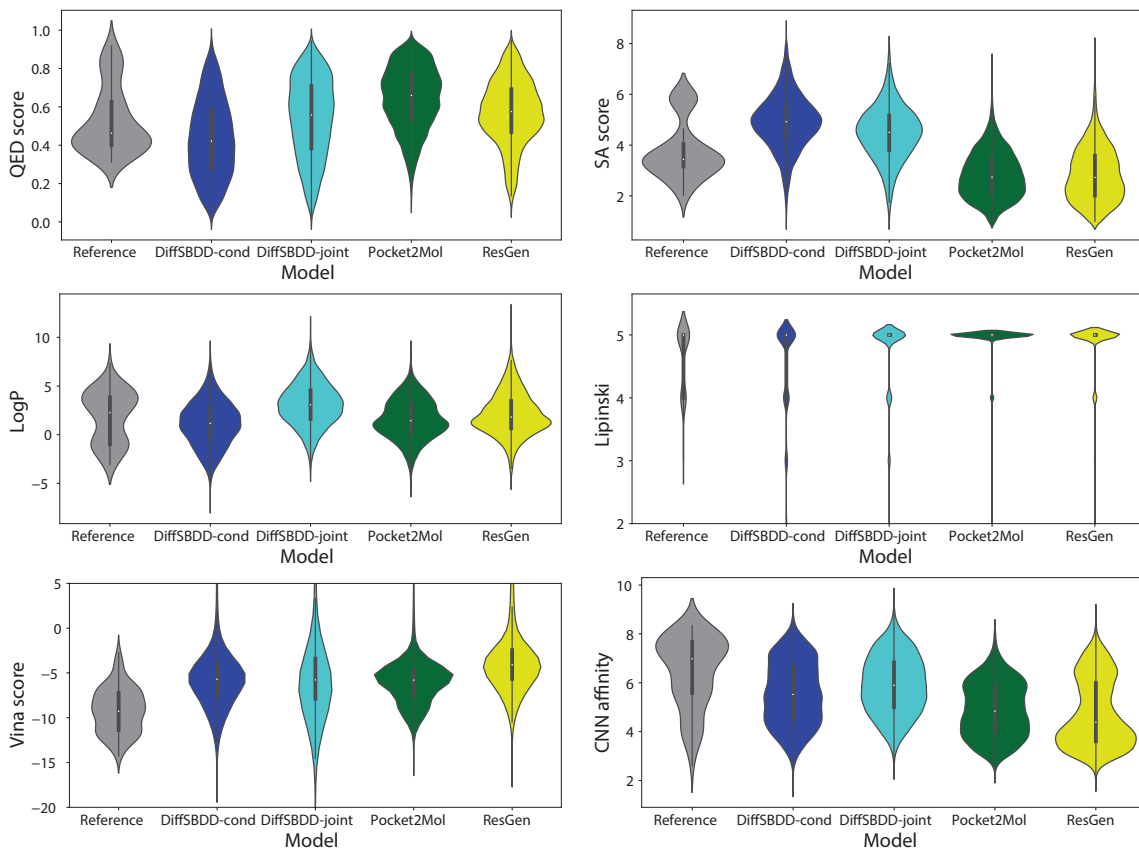 QED score
1.0
0.8
0.6
0.4
0.2
0.0
Reference DiffSBDD-cond DiffSBDD-joint Pocket2Mol ResGen
Model
SA score
8
6
4
2
Reference DiffSBDD-cond DiffSBDD-joint Pocket2Mol ResGen
Model
LogP
10
5
0
−5
Reference DiffSBDD-cond DiffSBDD-joint Pocket2Mol ResGen
Model
Lipinski
5
4
3
2
Reference DiffSBDD-cond DiffSBDD-joint Pocket2Mol ResGen
Model
Vina score
5
0
−5
−10
−15
−20
Reference DiffSBDD-cond DiffSBDD-joint Pocket2Mol ResGen
Model
CNN affinity
10
8
6
4
2
Reference DiffSBDD-cond DiffSBDD-joint Pocket2Mol ResGen
Model